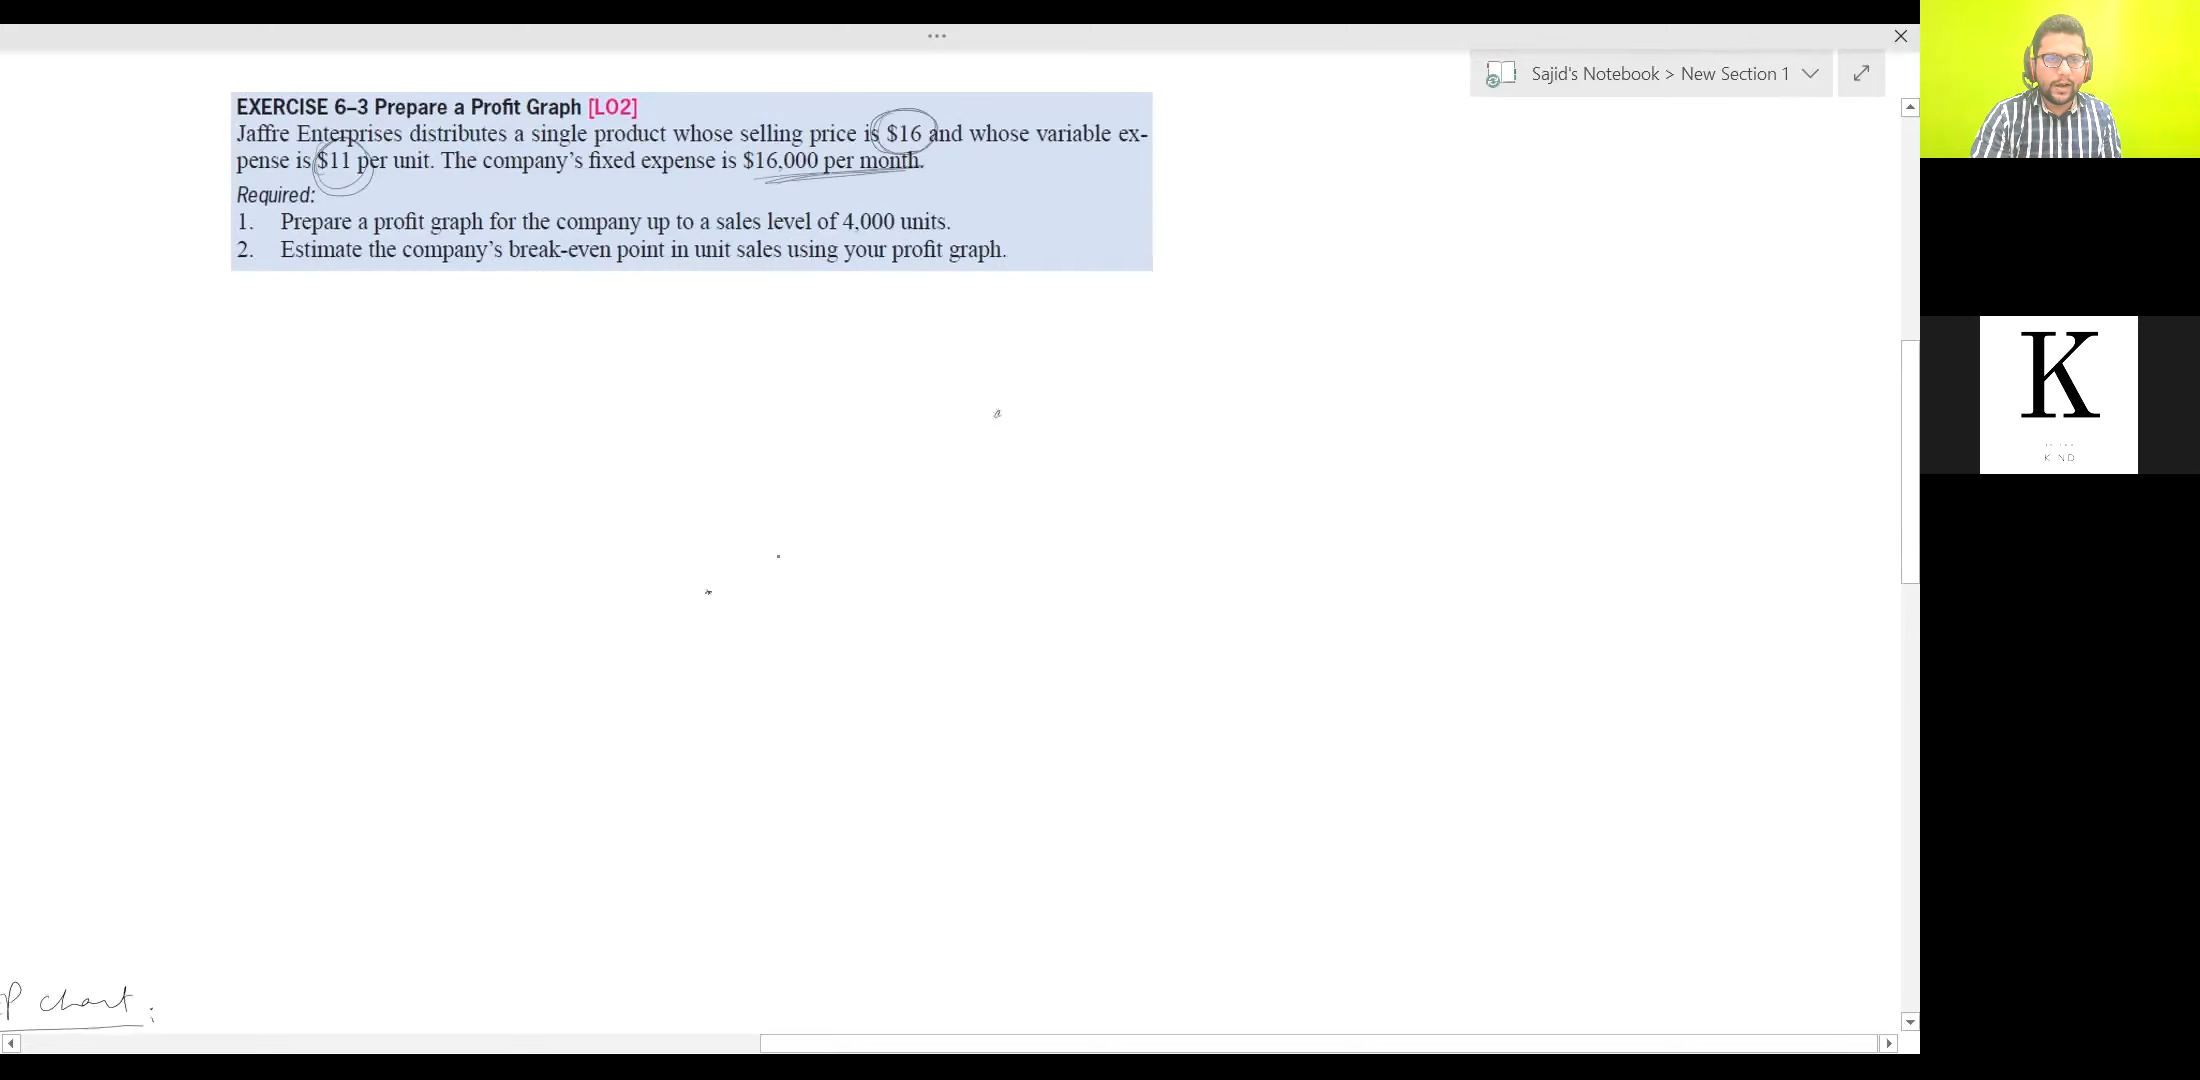 Sajid's Notebook > New Section 1
EXERCISE 6–3 Prepare a Profit Graph [LO2]
Jaffre Enterprises distributes a single product whose selling price is $16 and whose variable ex-
pense is $11 per unit. The company’s fixed expense is $16,000 per month.
Required:
1. Prepare a profit graph for the company up to a sales level of 4,000 units.
2. Estimate the company’s break-even point in unit sales using your profit graph.
K
K ND
P chart :